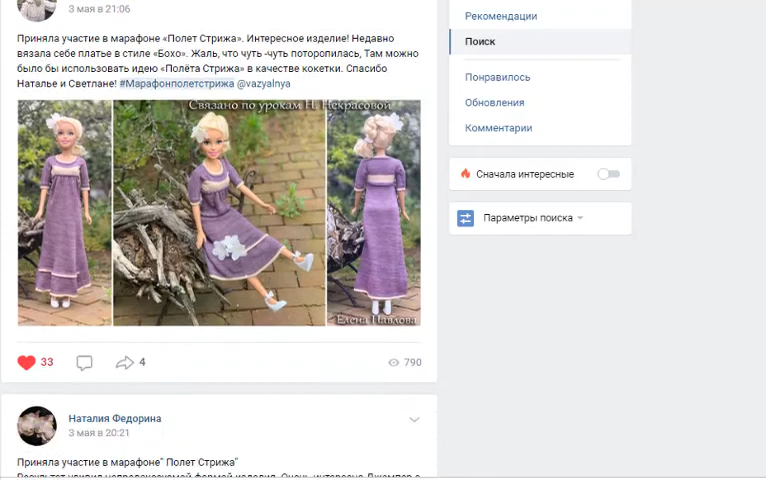 3 мая в 21:06
Приняла участие в марафоне «Полет Стрижа». Интересное изделие! Недавно
вязала себе платье в стиле «Бохо». Жаль, что чуть -чуть поторопилась, Там можно
было бы использовать идею «Полёта Стрижа» в качестве кокетки. Спасибо
Наталье и Светлане! #Марафонполетстрижа @vazyalnya
Связано по урокам Н. Некрасовой
Елена Павлова
33
4
790
Наталия Федорина
3 мая в 20:21
Приняла участие в марафоне" Полет Стрижа"
Рекомендации
Поиск
Понравилось
Обновления
Комментарии
Сначала интересные
Параметры поиска